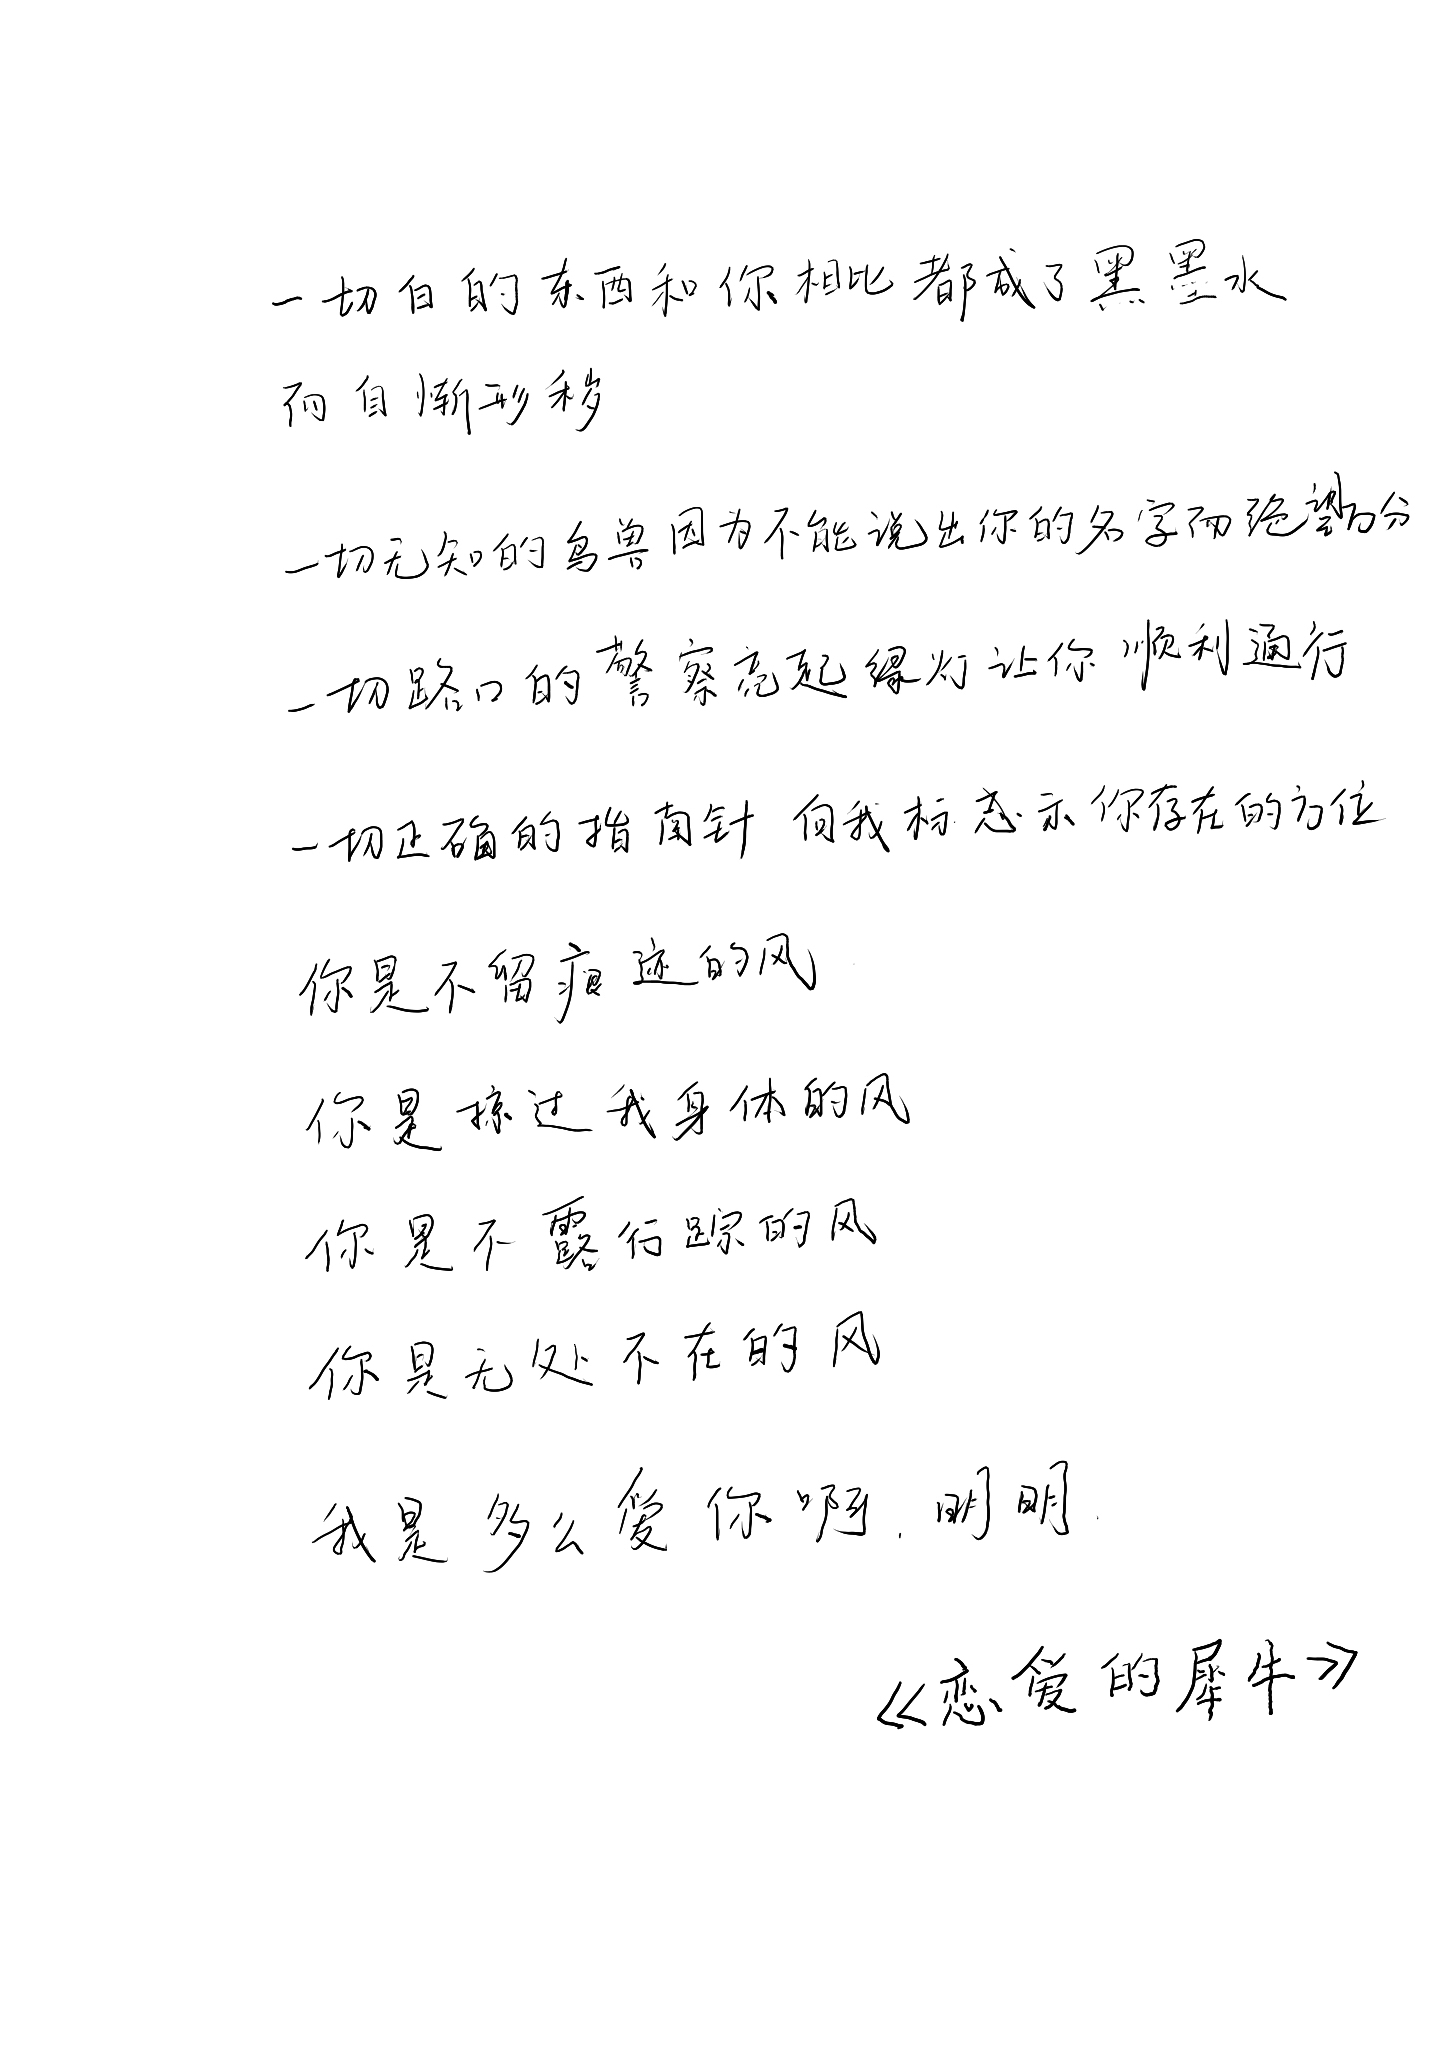 一切白的东西和你相比都成了黑墨水
而自惭形秽
一切无知的鸟兽因为不能说出你的名字而绝望万分
一切路口的警察亮起绿灯让你顺利通行
一切正确的指南针向我标志示你存在的方位
你是不留痕迹的风
你是掠过我身体的风
你是不露行踪的风
你是无处不在的风
我是多么爱你啊，明明.
《恋爱的犀牛》